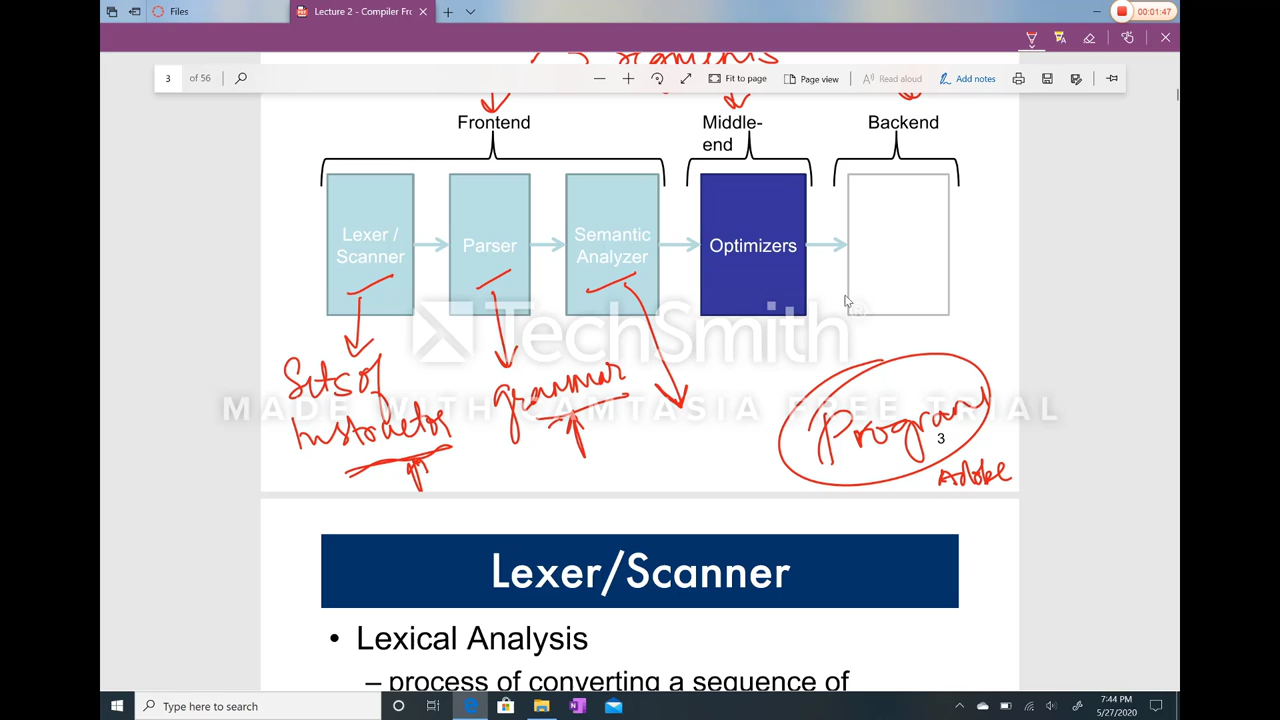 Files
Lecture 2 - Compiler Fro
00:01:47
3 of 56
Fit to page
Page view
Read aloud
Add notes
segments
Frontend
Middle-
end
Backend
Lexer /
Scanner
Parser
Semantic
Analyzer
Optimizers
TechSmith
MADE WITH CAMTASIA FREE TRIAL
Sets of
grammar
Program
3
Adobe
Lexer/Scanner
• Lexical Analysis
– process of converting a sequence of
Type here to search
7:44 PM
5/27/2020